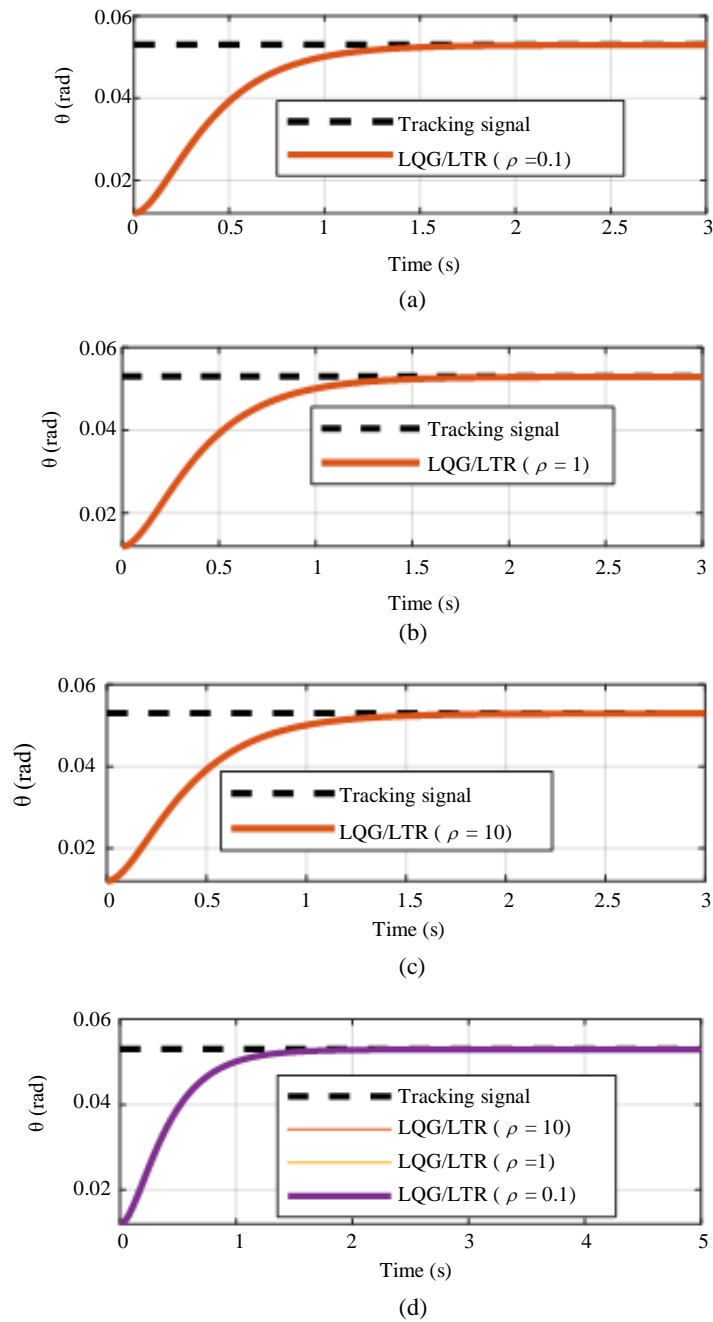 0.06
θ (rad)
0.04
0.02
Tracking signal
LQG/LTR ( ρ =0.1)
0 0.5 1 1.5 2 2.5 3
Time (s)
(a)
0.06
θ (rad)
0.04
0.02
Tracking signal
LQG/LTR ( ρ = 1)
0 0.5 1 1.5 2 2.5 3
Time (s)
(b)
0.06
θ (rad)
0.04
0.02
Tracking signal
LQG/LTR ( ρ = 10)
0 0.5 1 1.5 2 2.5 3
Time (s)
(c)
0.06
θ (rad)
0.04
0.02
Tracking signal
LQG/LTR ( ρ = 10)
LQG/LTR ( ρ =1)
LQG/LTR ( ρ = 0.1)
0 1 2 3 4 5
Time (s)
(d)